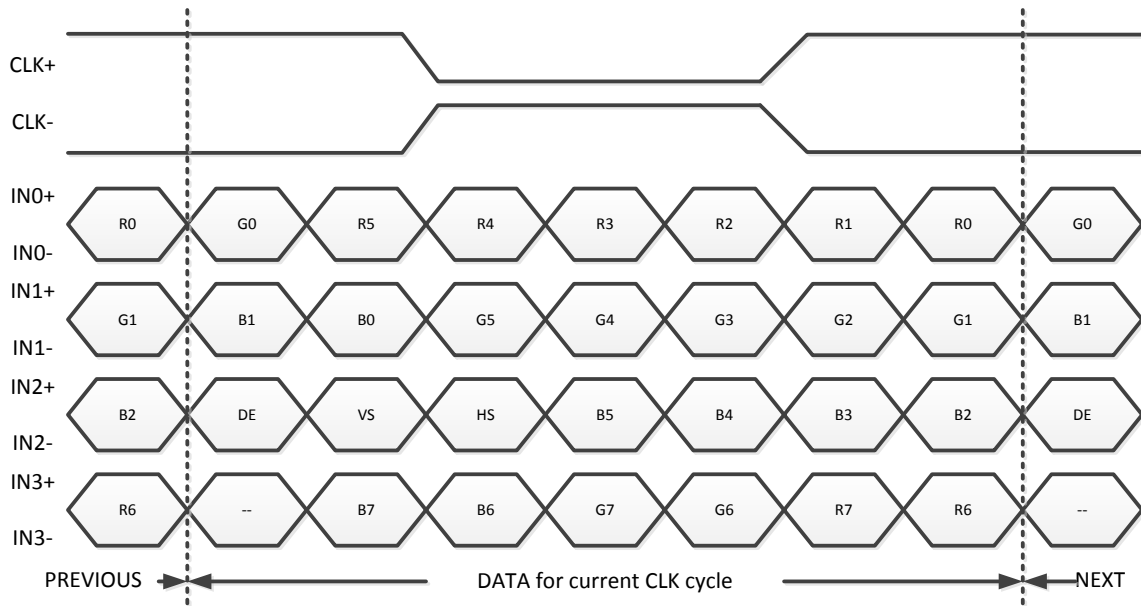 CLK+
CLK-
IN0+
R0 G0 R5 R4 R3 R2 R1 R0 G0
IN0-
IN1+
G1 B1 B0 G5 G4 G3 G2 G1 B1
IN1-
IN2+
B2 DE VS HS B5 B4 B3 B2 DE
IN2-
IN3+
R6 -- B7 B6 G7 G6 R7 R6 --
IN3-
PREVIOUS DATA for current CLK cycle NEXT